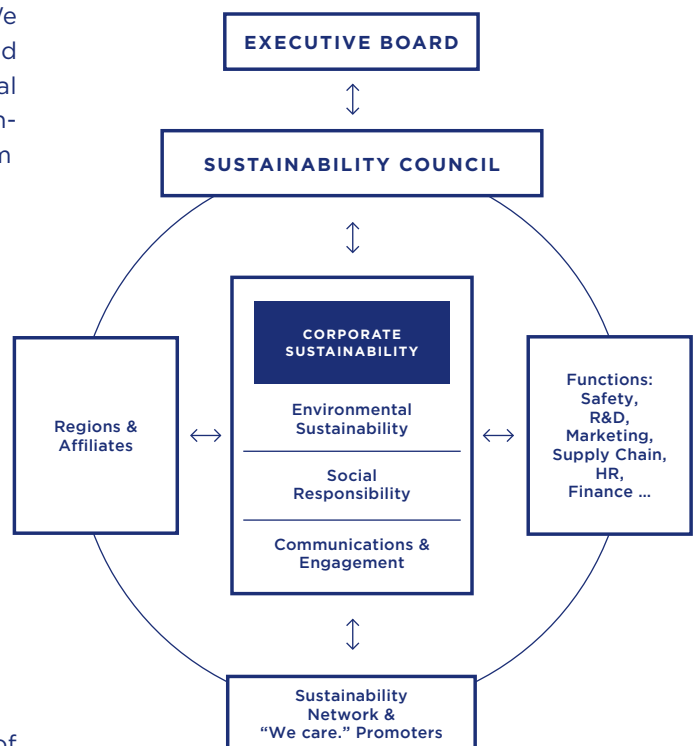 EXECUTIVE BOARD
SUSTAINABILITY COUNCIL
CORPORATE
SUSTAINABILITY
Environmental
Sustainability
Social
Responsibility
Communications &
Engagement
Regions &
Affiliates
Functions:
Safety,
R&D,
Marketing,
Supply Chain,
HR,
Finance ...
Sustainability
Network &
“We care.” Promoters